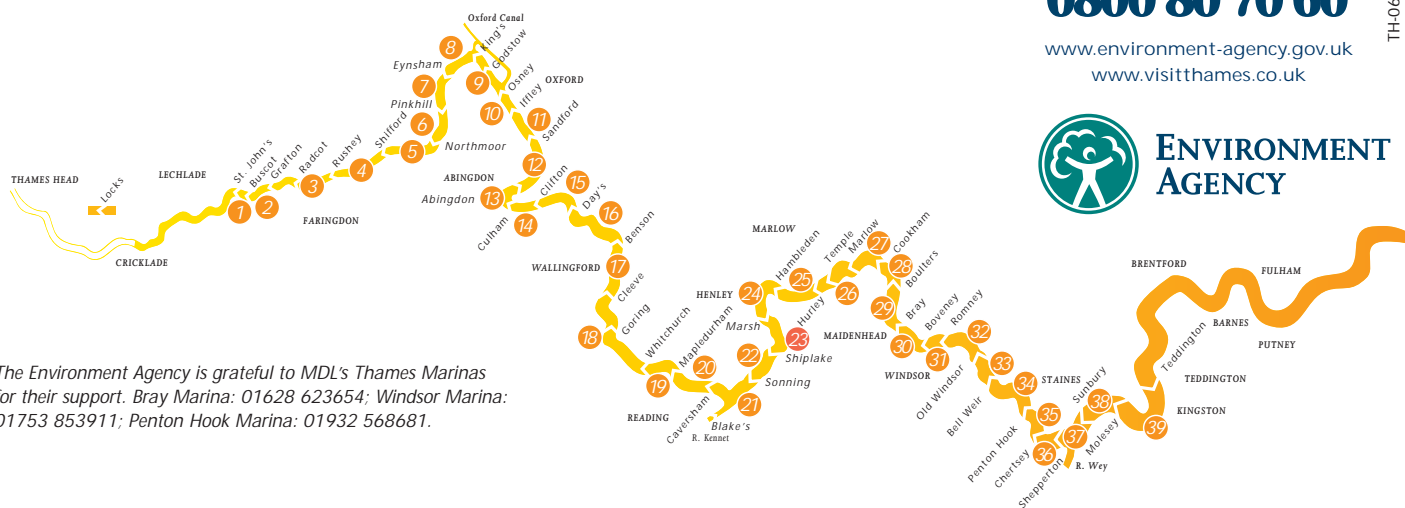 0800 80 70 60
TH-06
www.environment-agency.gov.uk
www.visitthames.co.uk
ENVIRONMENT
AGENCY
Oxford Canal
King's
Godstow
8
Eynsham
9
Osney
OXFORD
7
Pinkhill
10
Iffley
11
Sandford
6
Shifford
5
Northmoor
Rushey
4
Radcot
3
Grafton
Buscot
St. John's
1
2
LECHLADE
THAMES HEAD
Locks
CRICKLADE
FARINGDON
12
ABINGDON
Abingdon
13
Clifton
15
Culham
14
Day's
16
Benson
WALLINGFORD
17
Cleeve
18
Goring
Whitchurch
19
Mapledurham
20
READING
Caversham
21
Blake's
R. Kennet
Sonning
22
Shiplake
23
Marsh
HENLEY
24
Hambleden
MARLOW
25
Hurley
Temple
26
Marlow
27
Cookham
28
Boulters
MAIDENHEAD
29
Bray
30
Boveney
WINDSOR
31
Romney
32
Old Windsor
33
Bell Weir
34
STAINES
Penton Hook
35
Chertsey
36
Shepperton
37
R. Wey
Sunbury
38
Molesey
39
KINGSTON
TEDDINGTON
Teddington
BRENTFORD
FULHAM
BARNES
PUTNEY
The Environment Agency is grateful to MDL's Thames Marinas
for their support. Bray Marina: 01628 623654; Windsor Marina:
01753 853911; Penton Hook Marina: 01932 568681.